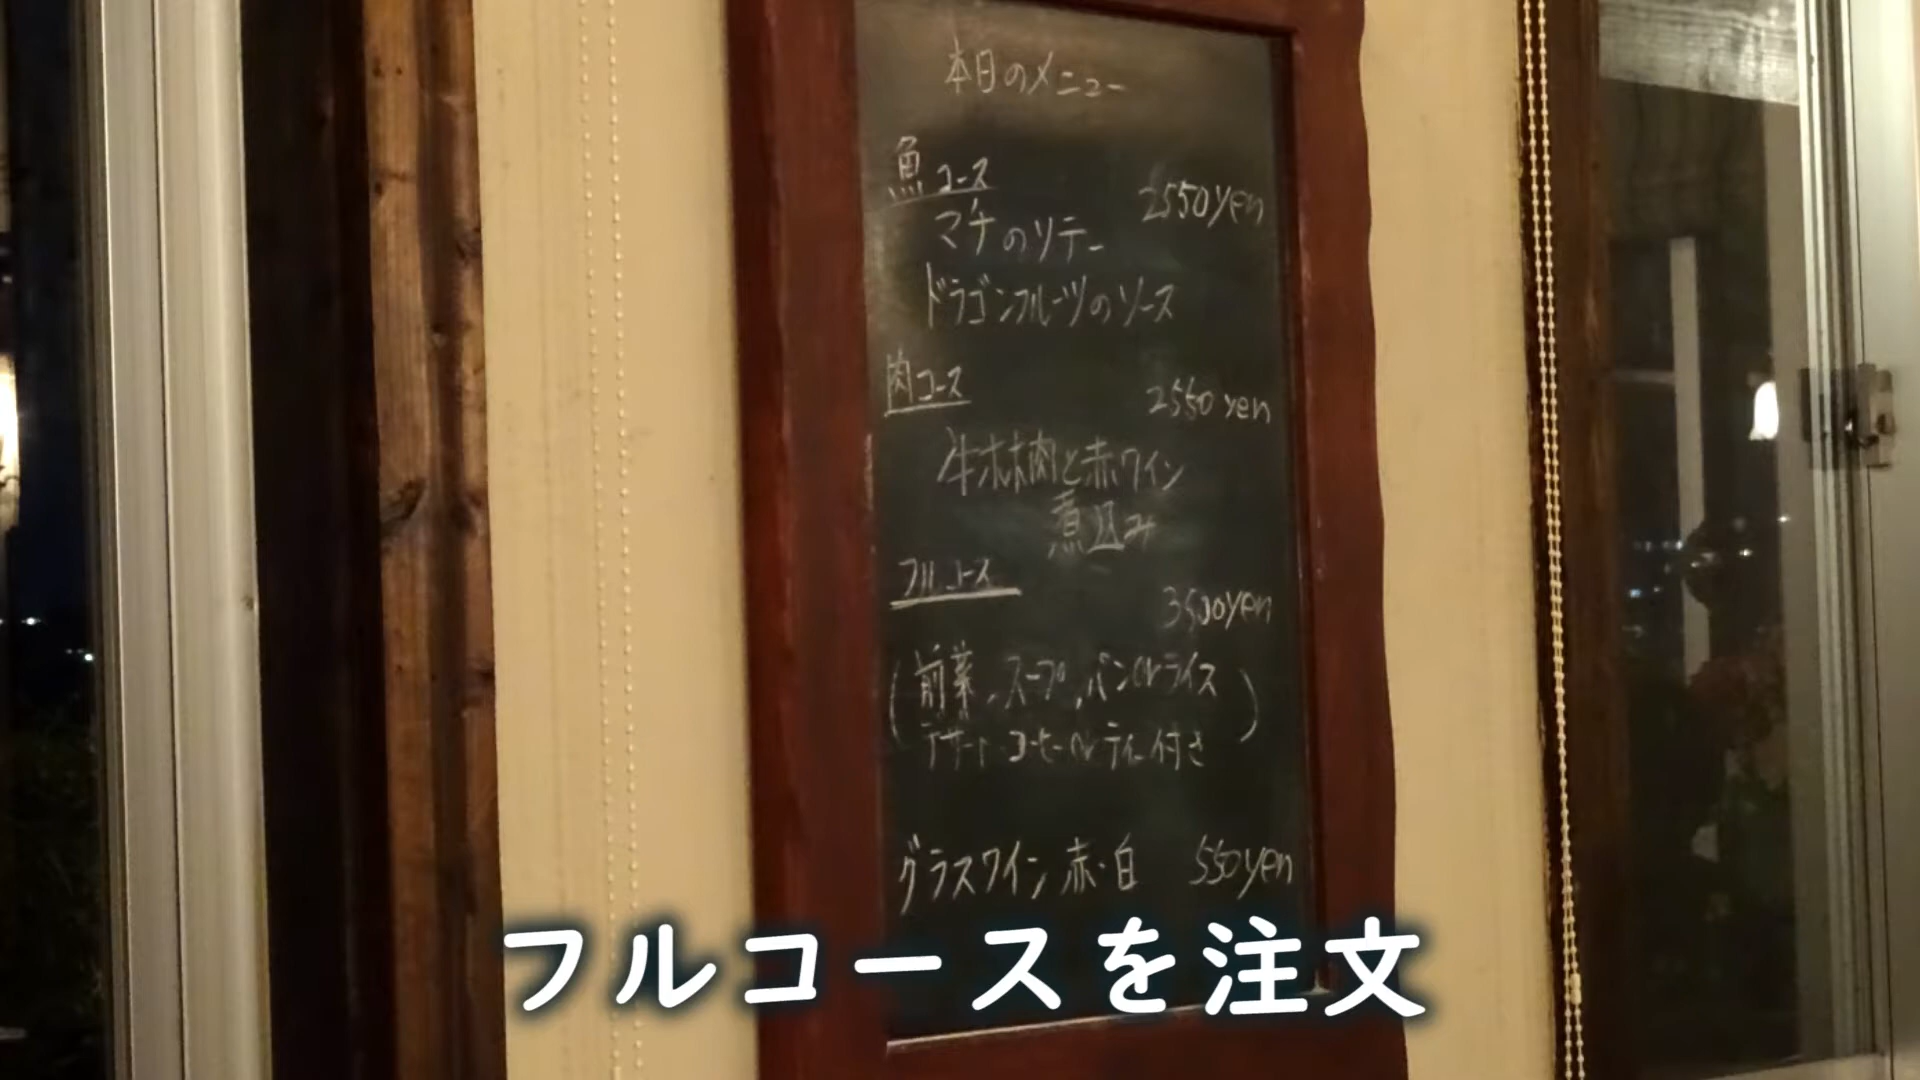 本日のメニュー
魚コース
2550yen
マチのソテー
ドラゴンフルーツのソース
肉コース
2550yen
牛ホホ肉と赤ワイン
煮込み
フルコース
3500yen
(前菜、スープ、パンorライス
デザート コーヒーorティー付き)
グラスワイン 赤・白 550yen
フルコースを注文